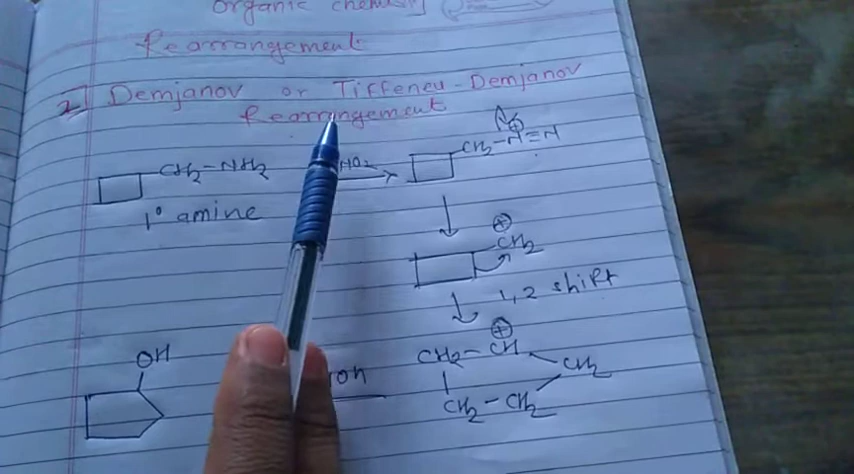 Organic chemistry
Rearrangement
2] Demjanov or Tiffeneu-Demjanov
Rearrangement
CH2-NH2 HNO2 CH2-N=N
1° amine
⊕
CH2
1,2 shift
⊕
CH2-CH
CH2
OH
CH2-CH2